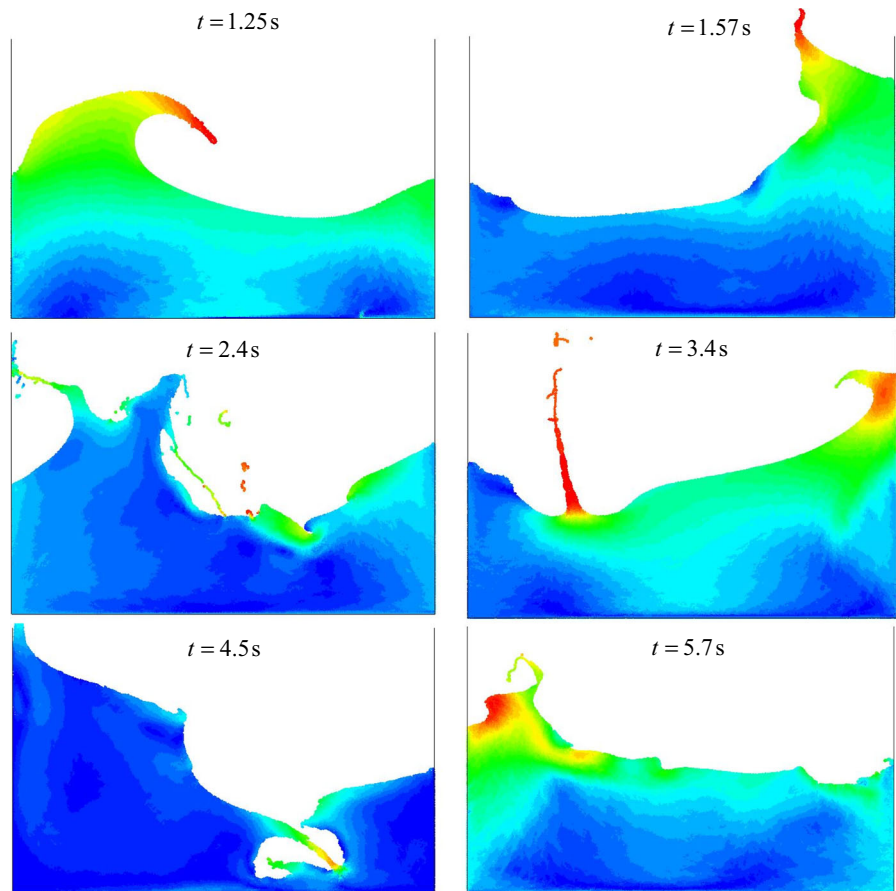 t = 1.25 s
t = 1.57 s
t = 2.4 s
t = 3.4 s
t = 4.5 s
t = 5.7 s